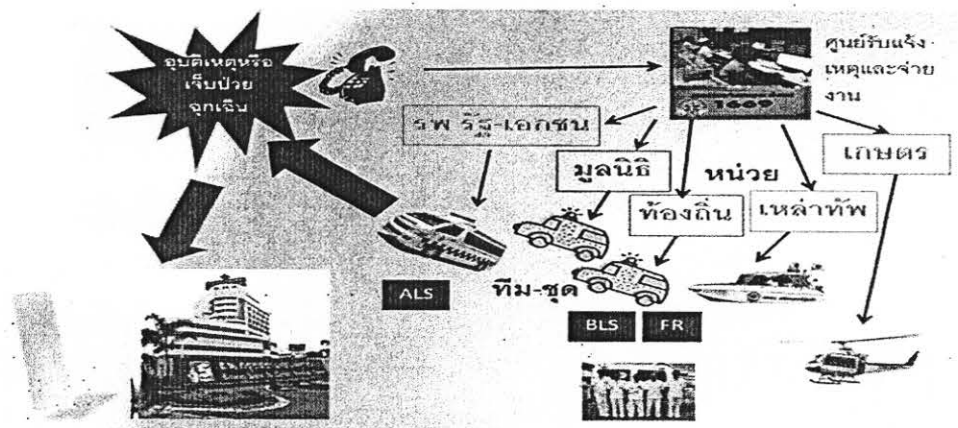 อุบัติเหตุหรือ
เจ็บป่วย
ฉุกเฉิน
ศูนย์รับแจ้ง
เหตุและจ่าย
งาน
1669
รพ รัฐ-เอกชน
มูลนิธิ
หน่วย
ท้องถิ่น
เหล่าทัพ
เกษตร
ALS
ทีม-ชุด
BLS
FR